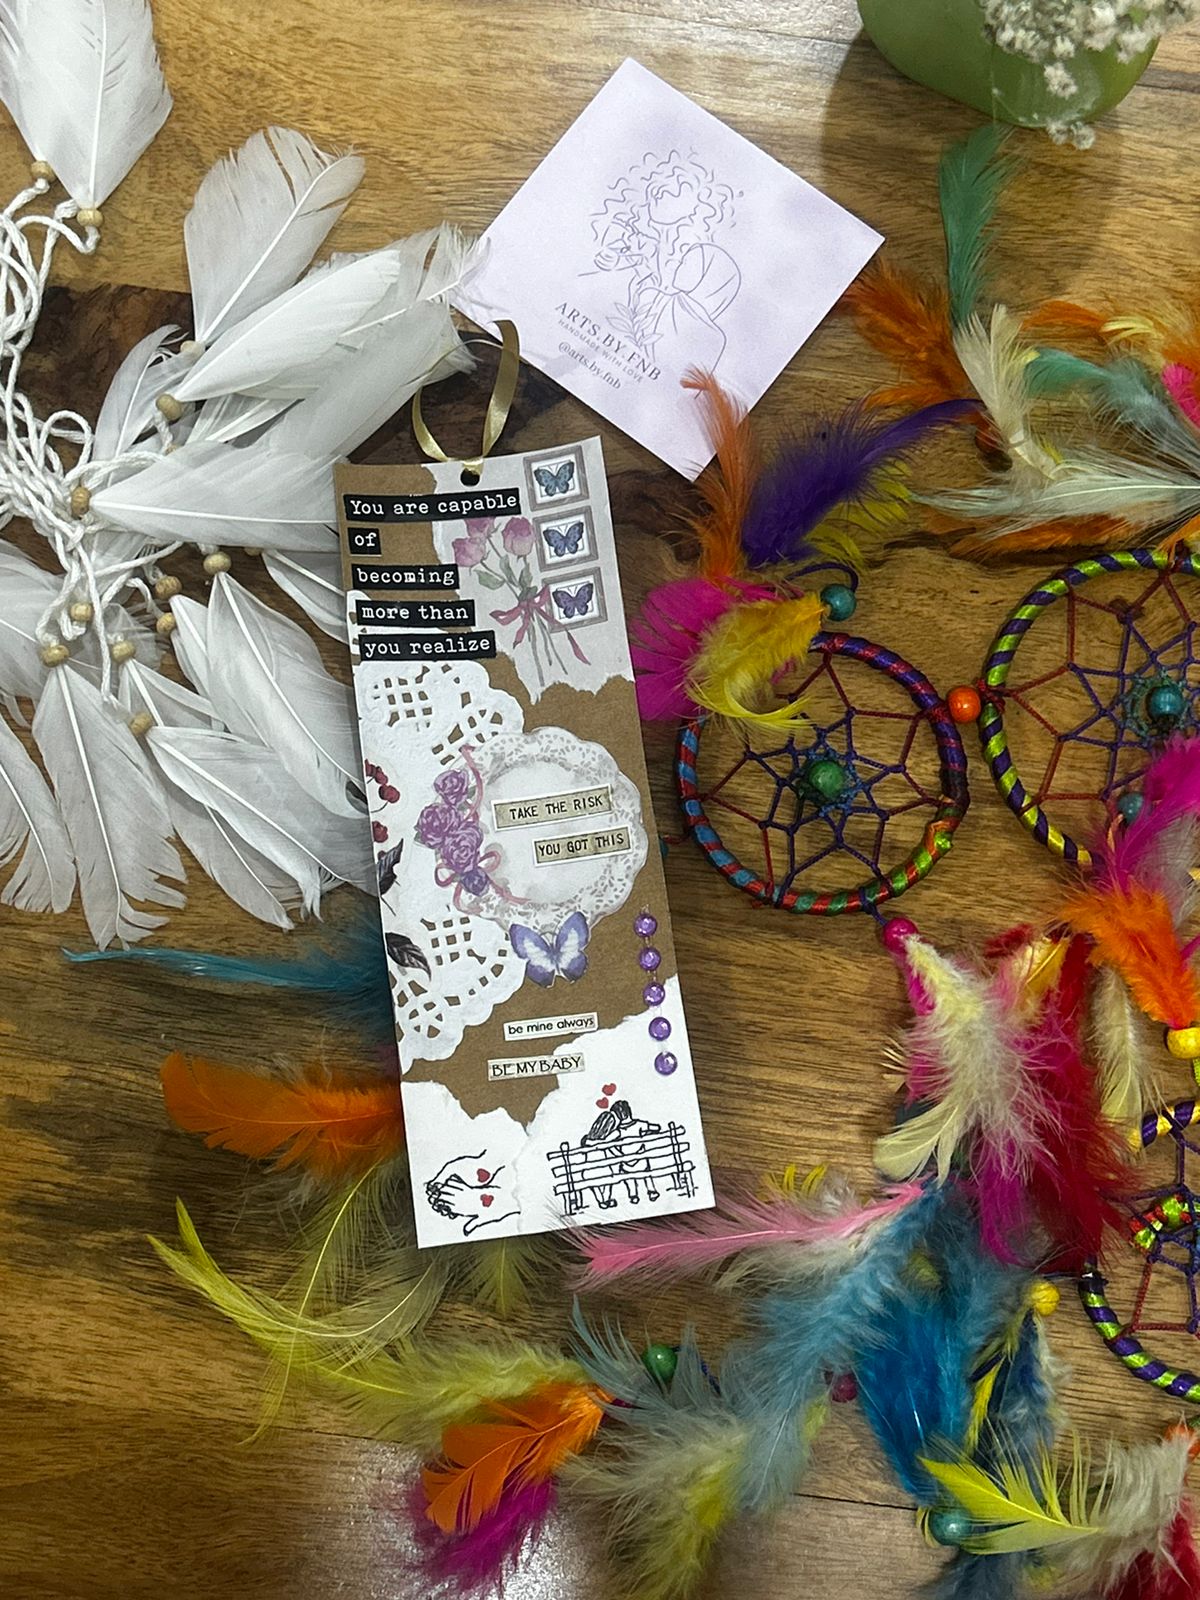 ARTS.BY.FNB
HANDMADE WITH LOVE
@arts.by.fnb
You are capable
of
becoming
more than
you realize
TAKE THE RISK
YOU GOT THIS
be mine always
BE MY BABY